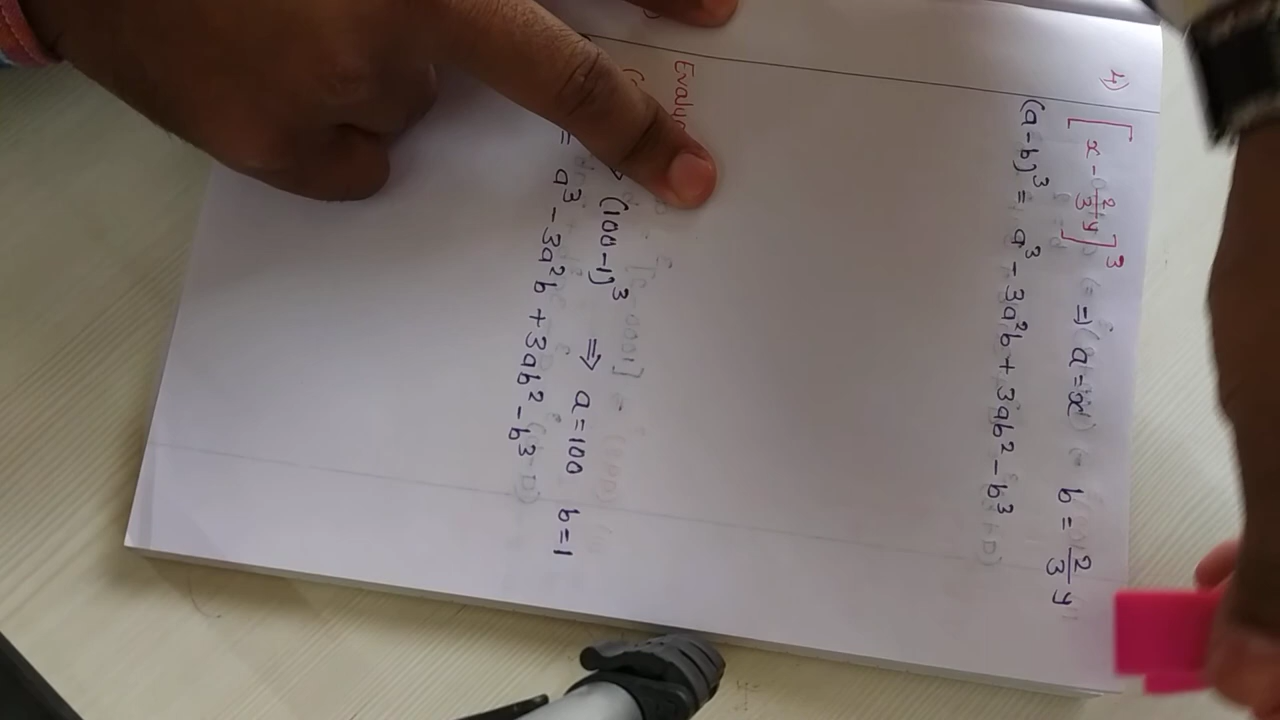 4) [x - 2/3 y]³ ⇒ a = x b = 2/3 y
(a-b)³ = a³ - 3a²b + 3ab² - b³
(100-1)³ ⇒ a = 100 b = 1
= a³ - 3a²b + 3ab² - b³